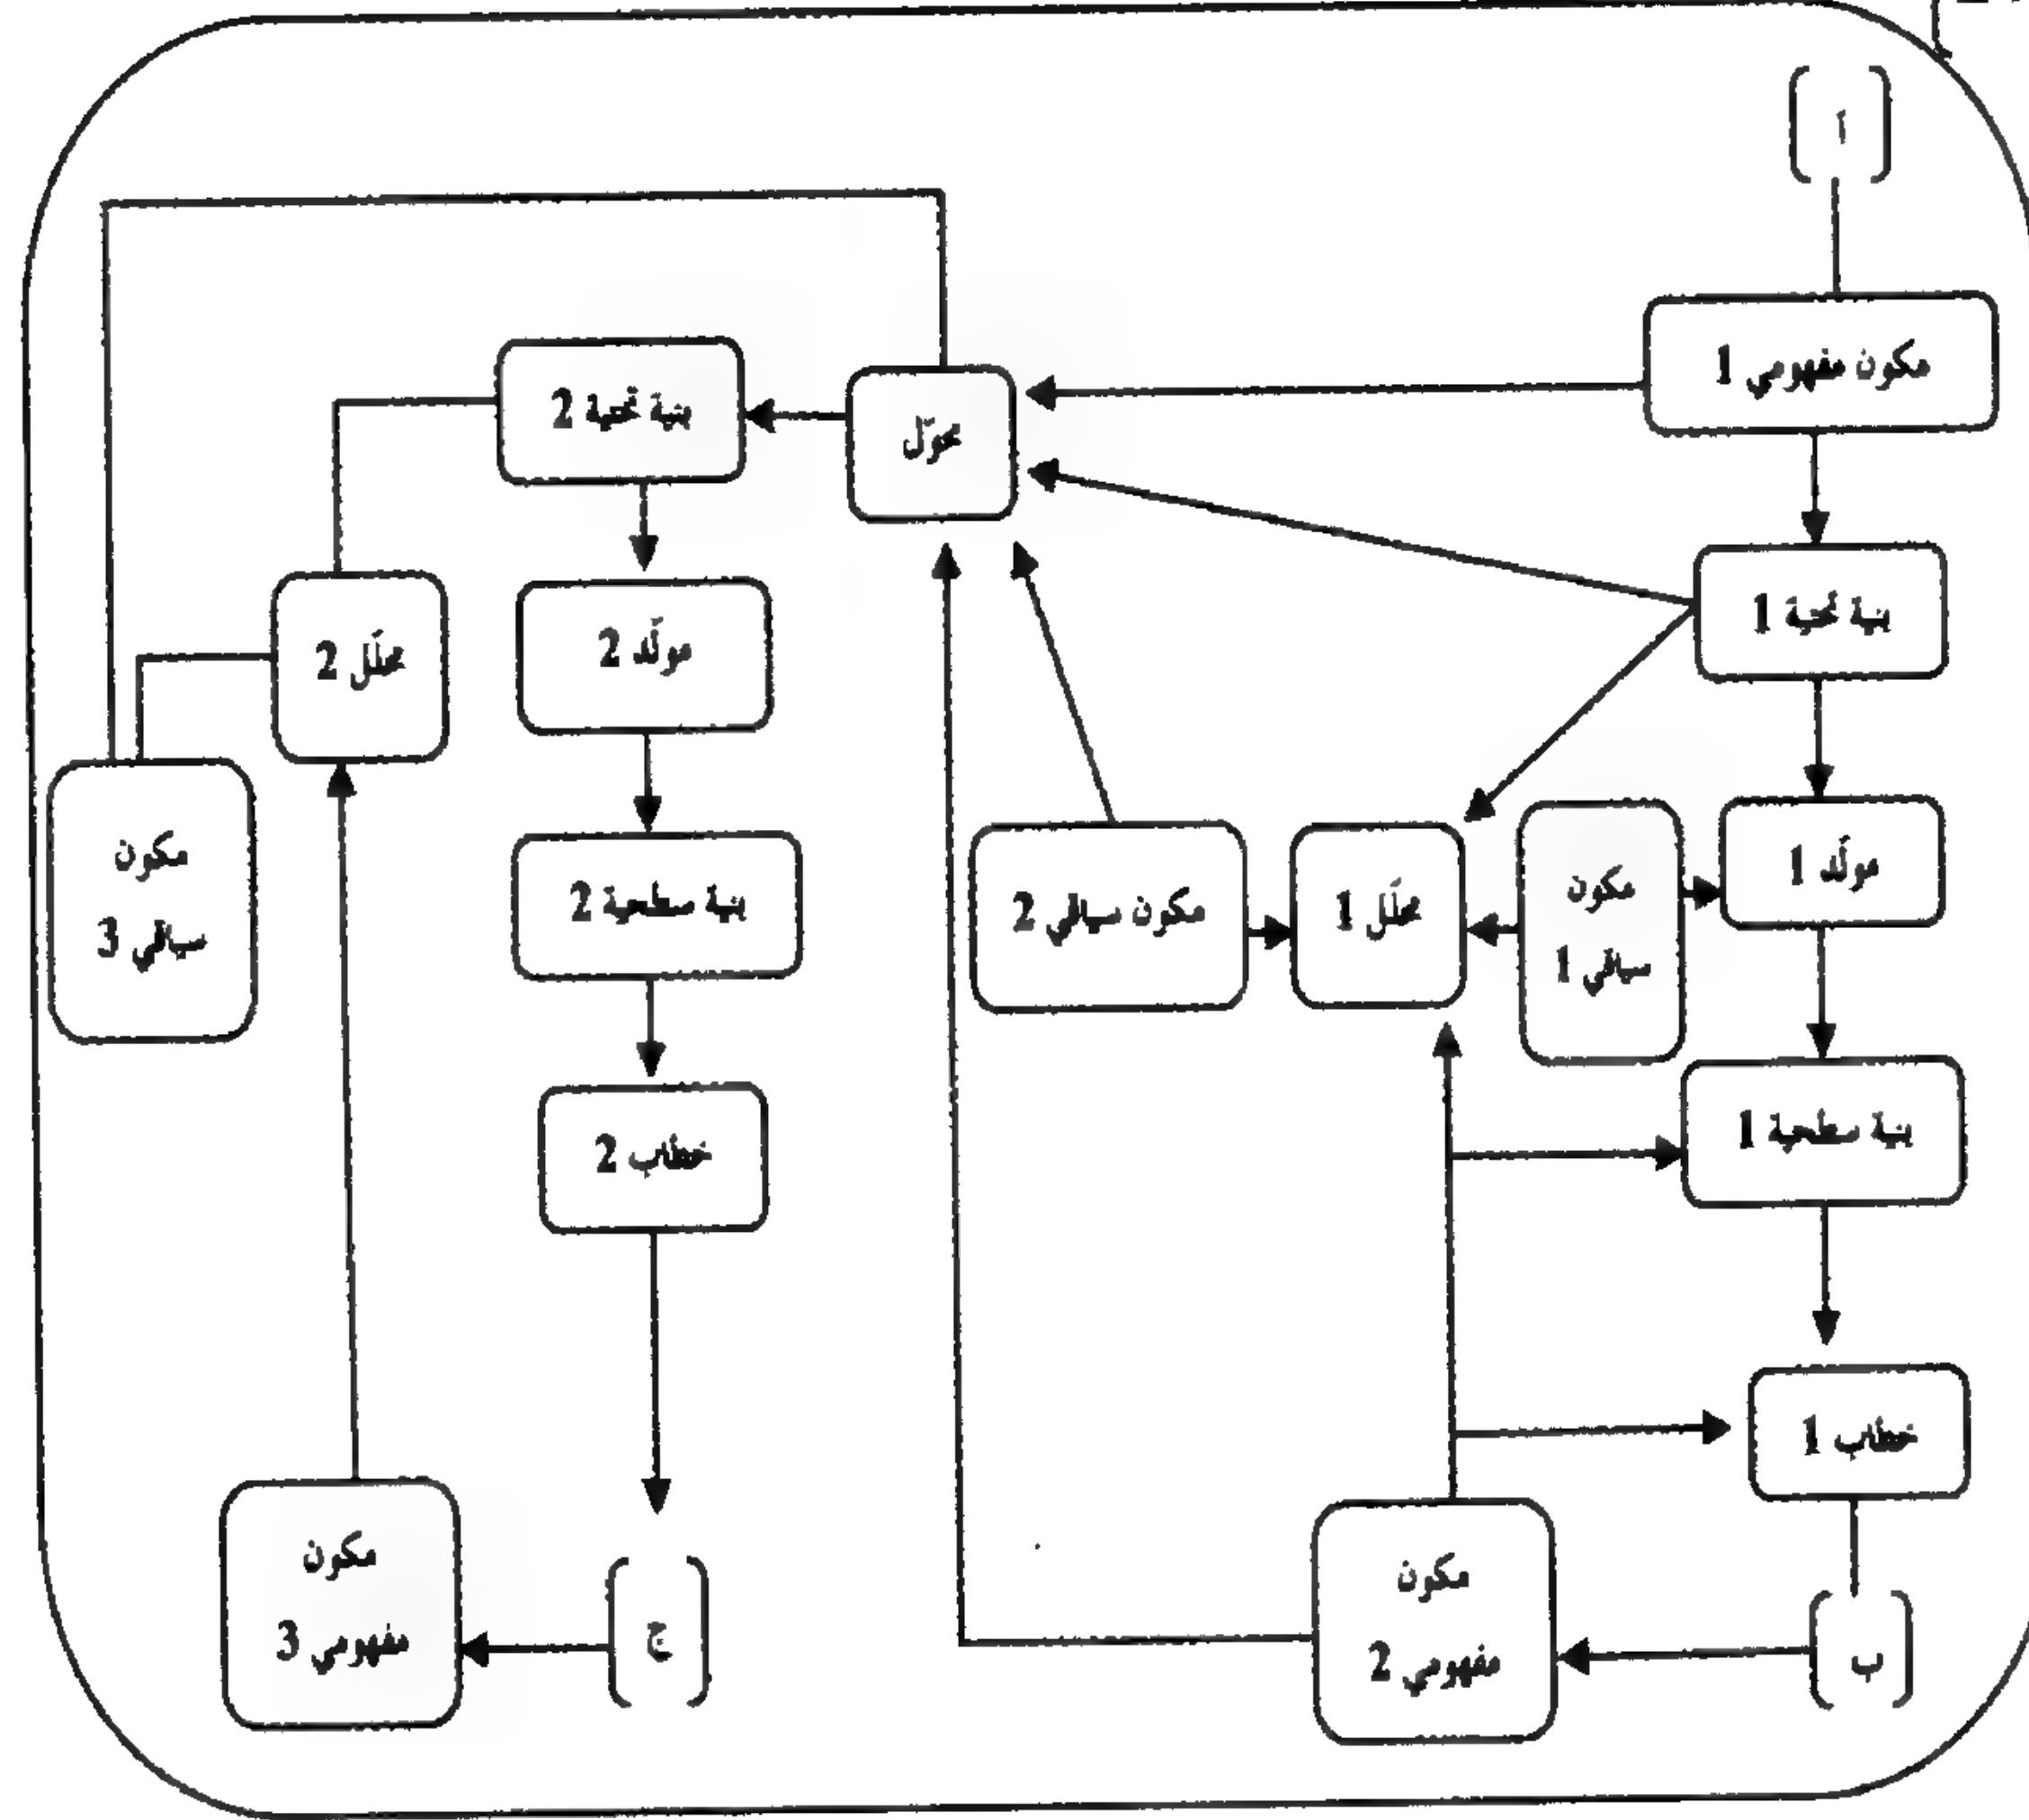 أ
مكون مفهومي 1
بنية تحتية 2
محوّل
بنية تحتية 1
محلّل 2
مولّد 2
مكون
سياقي 3
بنية سطحية 2
مكون سياقي 2
محلّل 1
مكون
سياقي 1
مولّد 1
خطاب 2
بنية سطحية 1
خطاب 1
مكون
مفهومي 3
ج
مكون
مفهومي 2
ب